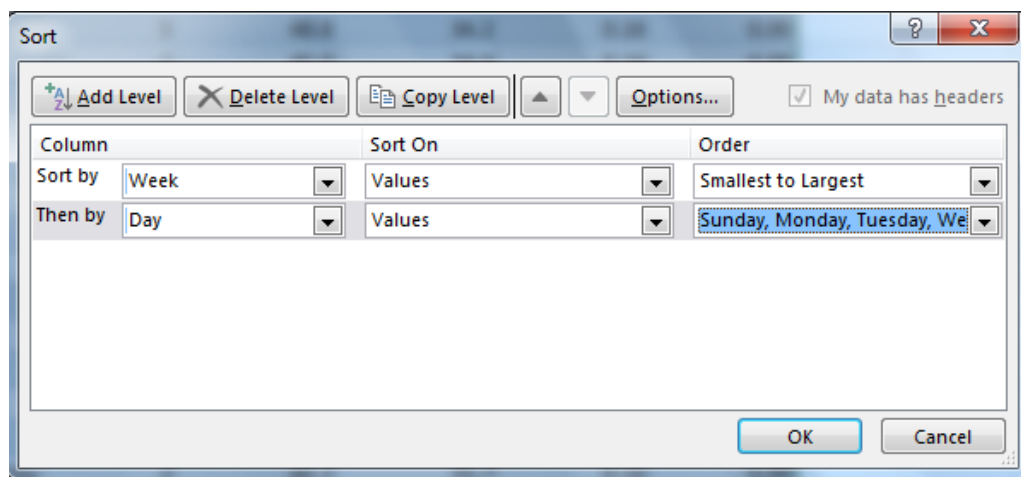 Sort
Add Level Delete Level Copy Level Options... My data has headers
Column Sort On Order
Sort by Week Values Smallest to Largest
Then by Day Values Sunday, Monday, Tuesday, We
OK Cancel